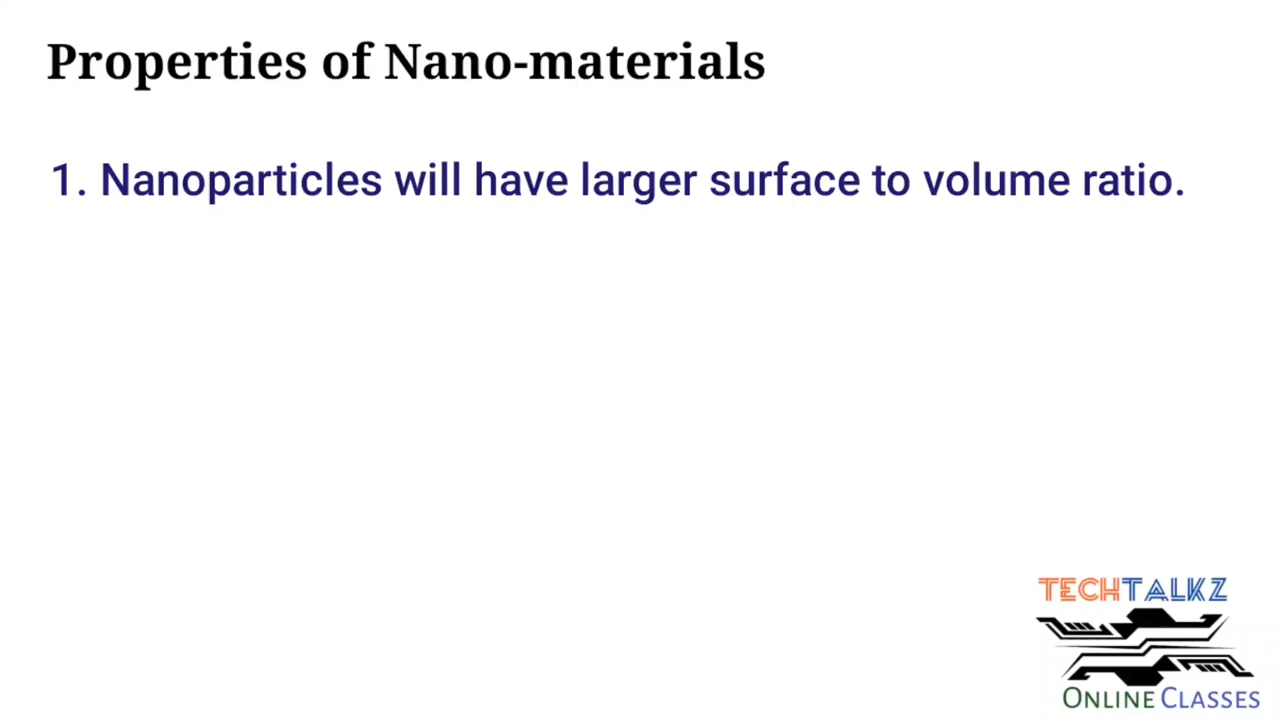 Properties of Nano-materials
1. Nanoparticles will have larger surface to volume ratio.
TECHTALKZ
ONLINE CLASSES